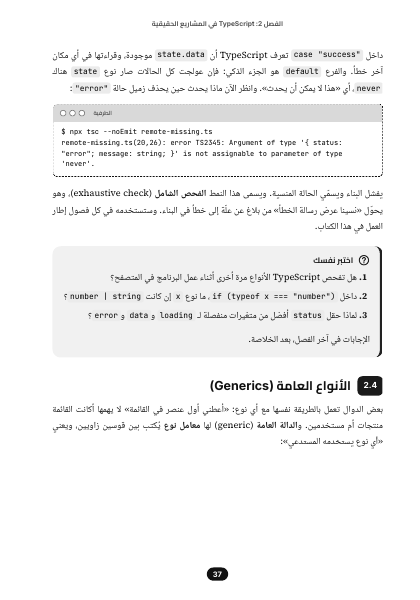 الفصل 2: TypeScript في المشاريع الحقيقية
داخل case "success" تعرف TypeScript أن state.data موجودة، وقراءتها في أي مكان
آخر خطأ. والفرع default هو الجزء الذكي: فإن عولجت كل الحالات صار نوع state هناك
never، أي «هذا لا يمكن أن يحدث». وانظر الآن ماذا يحدث حين يحذف زميل حالة "error":
الطرفية
$ npx tsc --noEmit remote-missing.ts
remote-missing.ts(20,26): error TS2345: Argument of type '{ status:
"error"; message: string; }' is not assignable to parameter of type
'never'.
يفشل البناء ويسمّي الحالة المنسية. ويسمى هذا النمط الفحص الشامل (exhaustive check)، وهو
يحوّل «نسينا عرض رسالة الخطأ» من بلاغ عن علّة إلى خطأ في البناء. وستستخدمه في كل فصول إطار
العمل في هذا الكتاب.
اختبر نفسك
1. هل تفحص TypeScript الأنواع مرة أخرى أثناء عمل البرنامج في المتصفح؟
2. داخل if (typeof x === "number")، ما نوع x إن كانت number | string؟
3. لماذا حقل status أفضل من متغيرات منفصلة لـ loading و data و error؟
الإجابات في آخر الفصل، بعد الخلاصة.
2.4 الأنواع العامة (Generics)
بعض الدوال تعمل بالطريقة نفسها مع أي نوع: «أعطني أول عنصر في القائمة» لا يهمها أكانت القائمة
منتجات أم مستخدمين. والدالة العامة (generic) لها معامل نوع يُكتب بين قوسين زاويين، ويعني
«أي نوع يستخدمه المستدعي»:
37